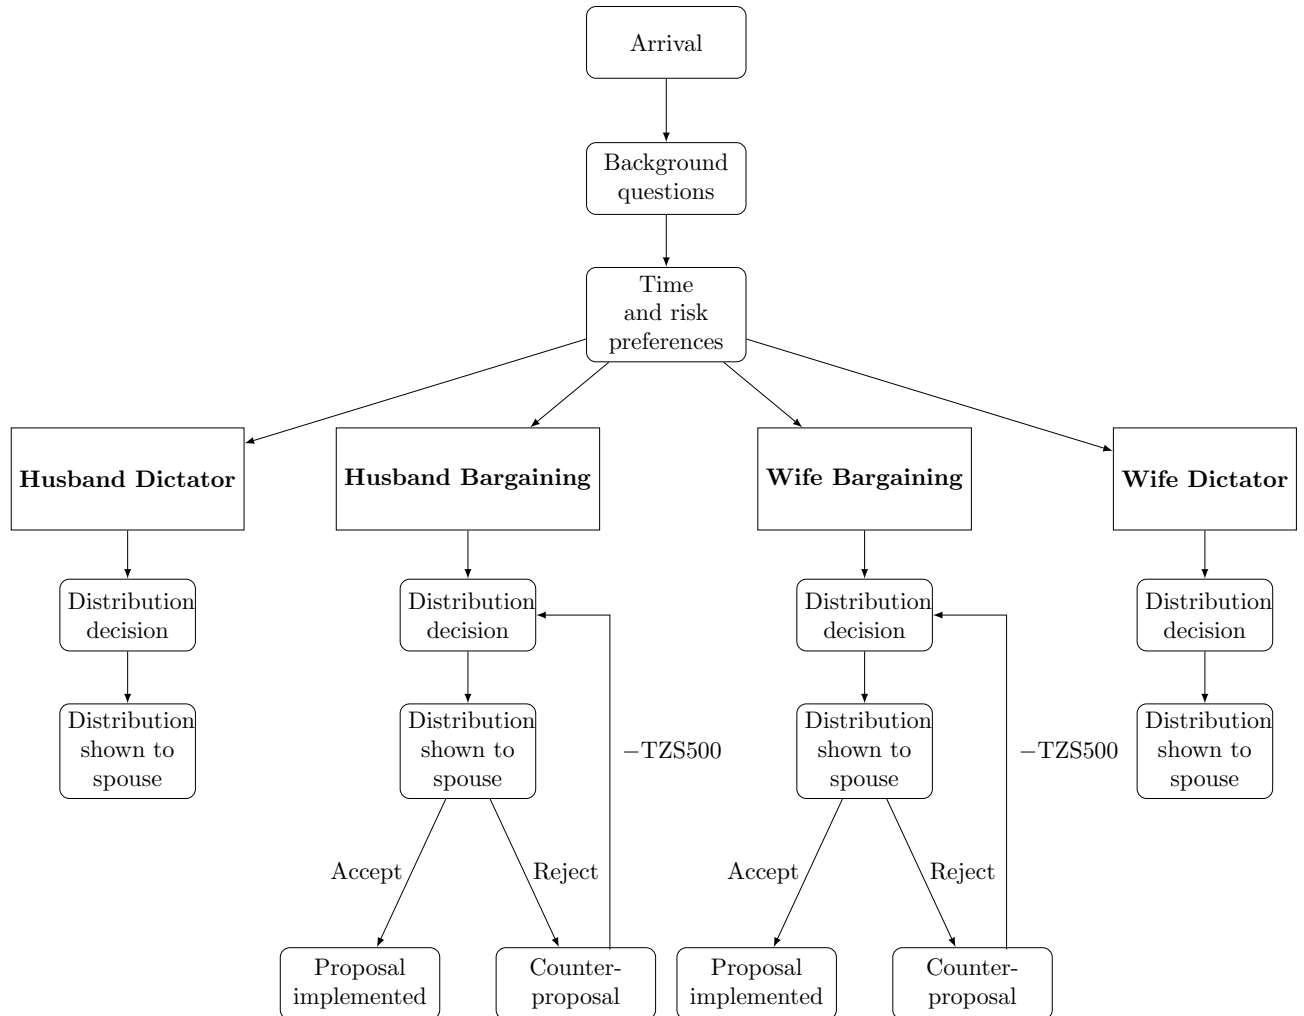 Arrival
Background
questions
Time
and risk
preferences
Husband Dictator
Husband Bargaining
Wife Bargaining
Wife Dictator
Distribution
decision
Distribution
decision
Distribution
decision
Distribution
decision
Distribution
shown to
spouse
Distribution
shown to
spouse
−TZS500
Distribution
shown to
spouse
−TZS500
Distribution
shown to
spouse
Accept
Reject
Accept
Reject
Proposal
implemented
Counter-
proposal
Proposal
implemented
Counter-
proposal